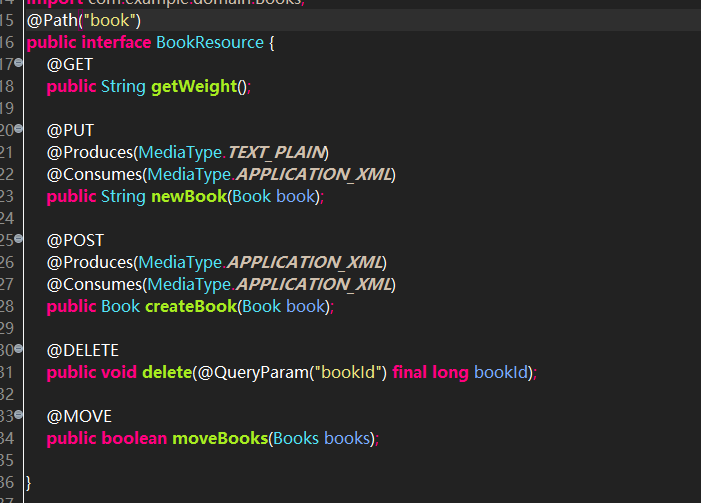 14 import com.example.domain.Books;
15 @Path("book")
16 public interface BookResource {
17 @GET
18 public String getWeight();
19
20 @PUT
21 @Produces(MediaType.TEXT_PLAIN)
22 @Consumes(MediaType.APPLICATION_XML)
23 public String newBook(Book book);
24
25 @POST
26 @Produces(MediaType.APPLICATION_XML)
27 @Consumes(MediaType.APPLICATION_XML)
28 public Book createBook(Book book);
29
30 @DELETE
31 public void delete(@QueryParam("bookId") final long bookId);
32
33 @MOVE
34 public boolean moveBooks(Books books);
35
36 }
37